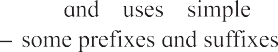 and uses simple
– some prefixes and suffixes